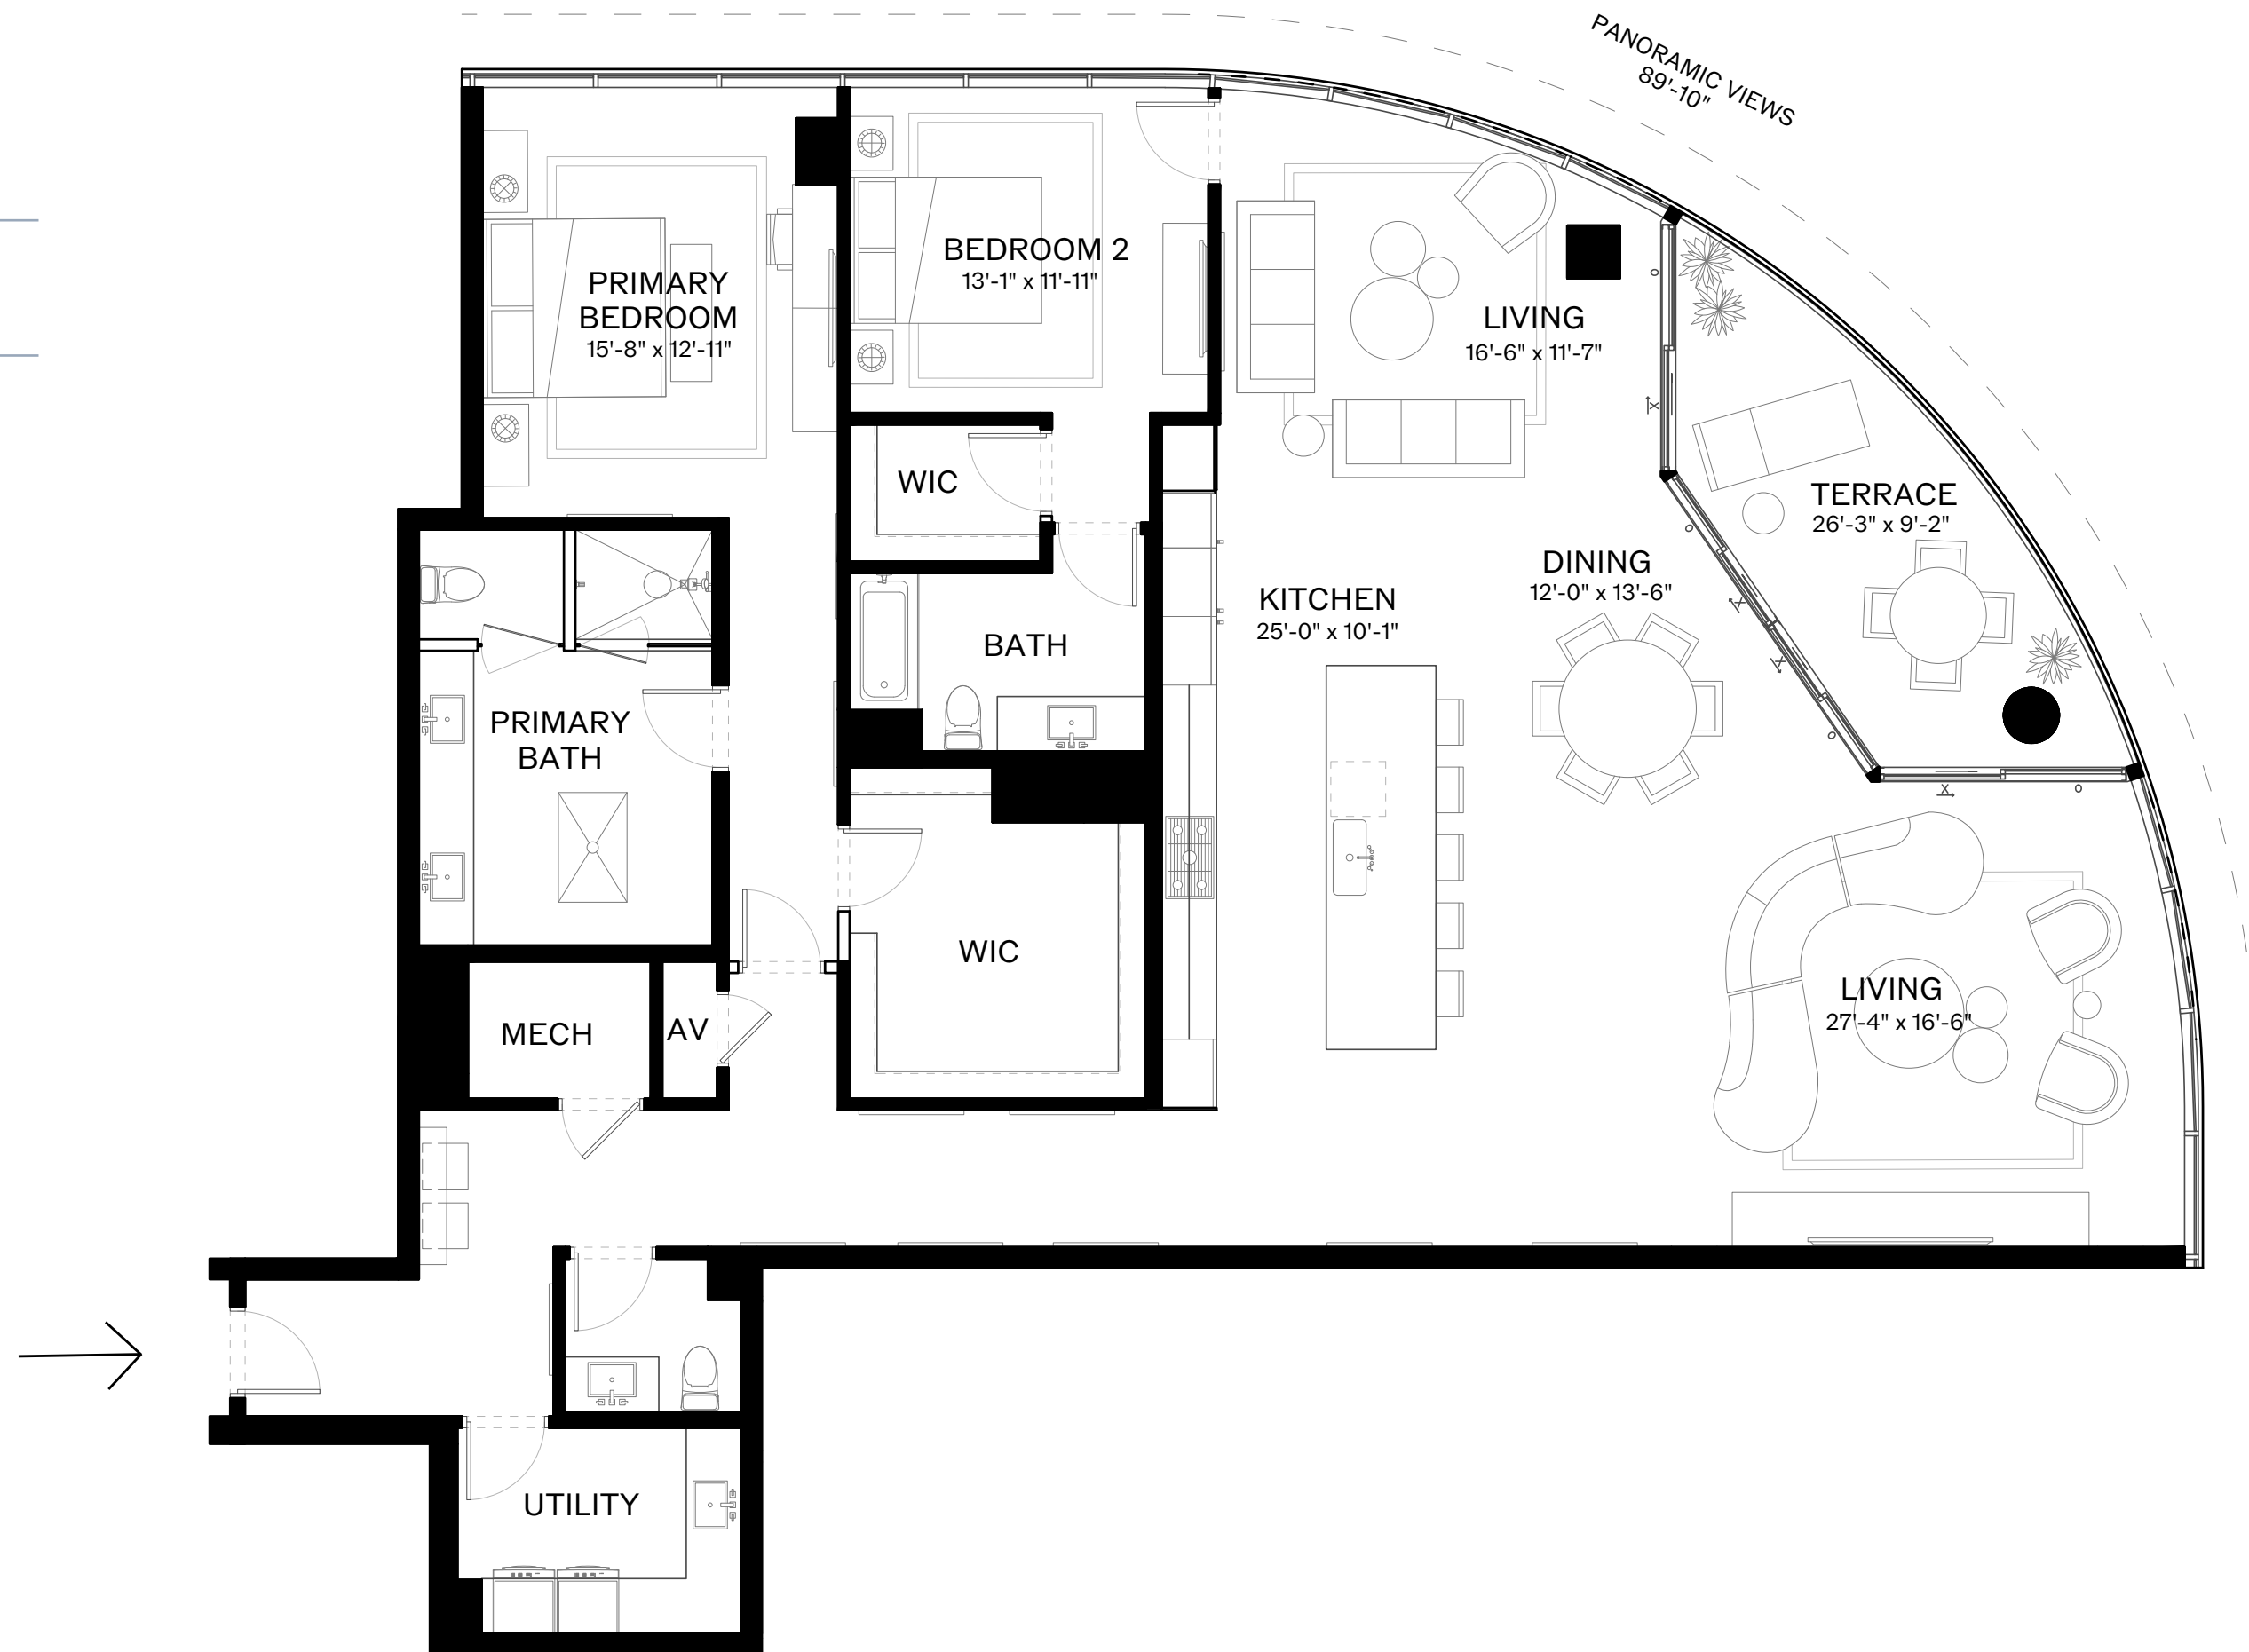 PANORAMIC VIEWS
89'-10"
PRIMARY
BEDROOM
15'-8" x 12'-11"
BEDROOM 2
13'-1" x 11'-11"
LIVING
16'-6" x 11'-7"
WIC
TERRACE
26'-3" x 9'-2"
DINING
12'-0" x 13'-6"
KITCHEN
25'-0" x 10'-1"
BATH
PRIMARY
BATH
WIC
LIVING
27'-4" x 16'-6"
MECH
AV
UTILITY
O
X
O
X
X
O
X
O